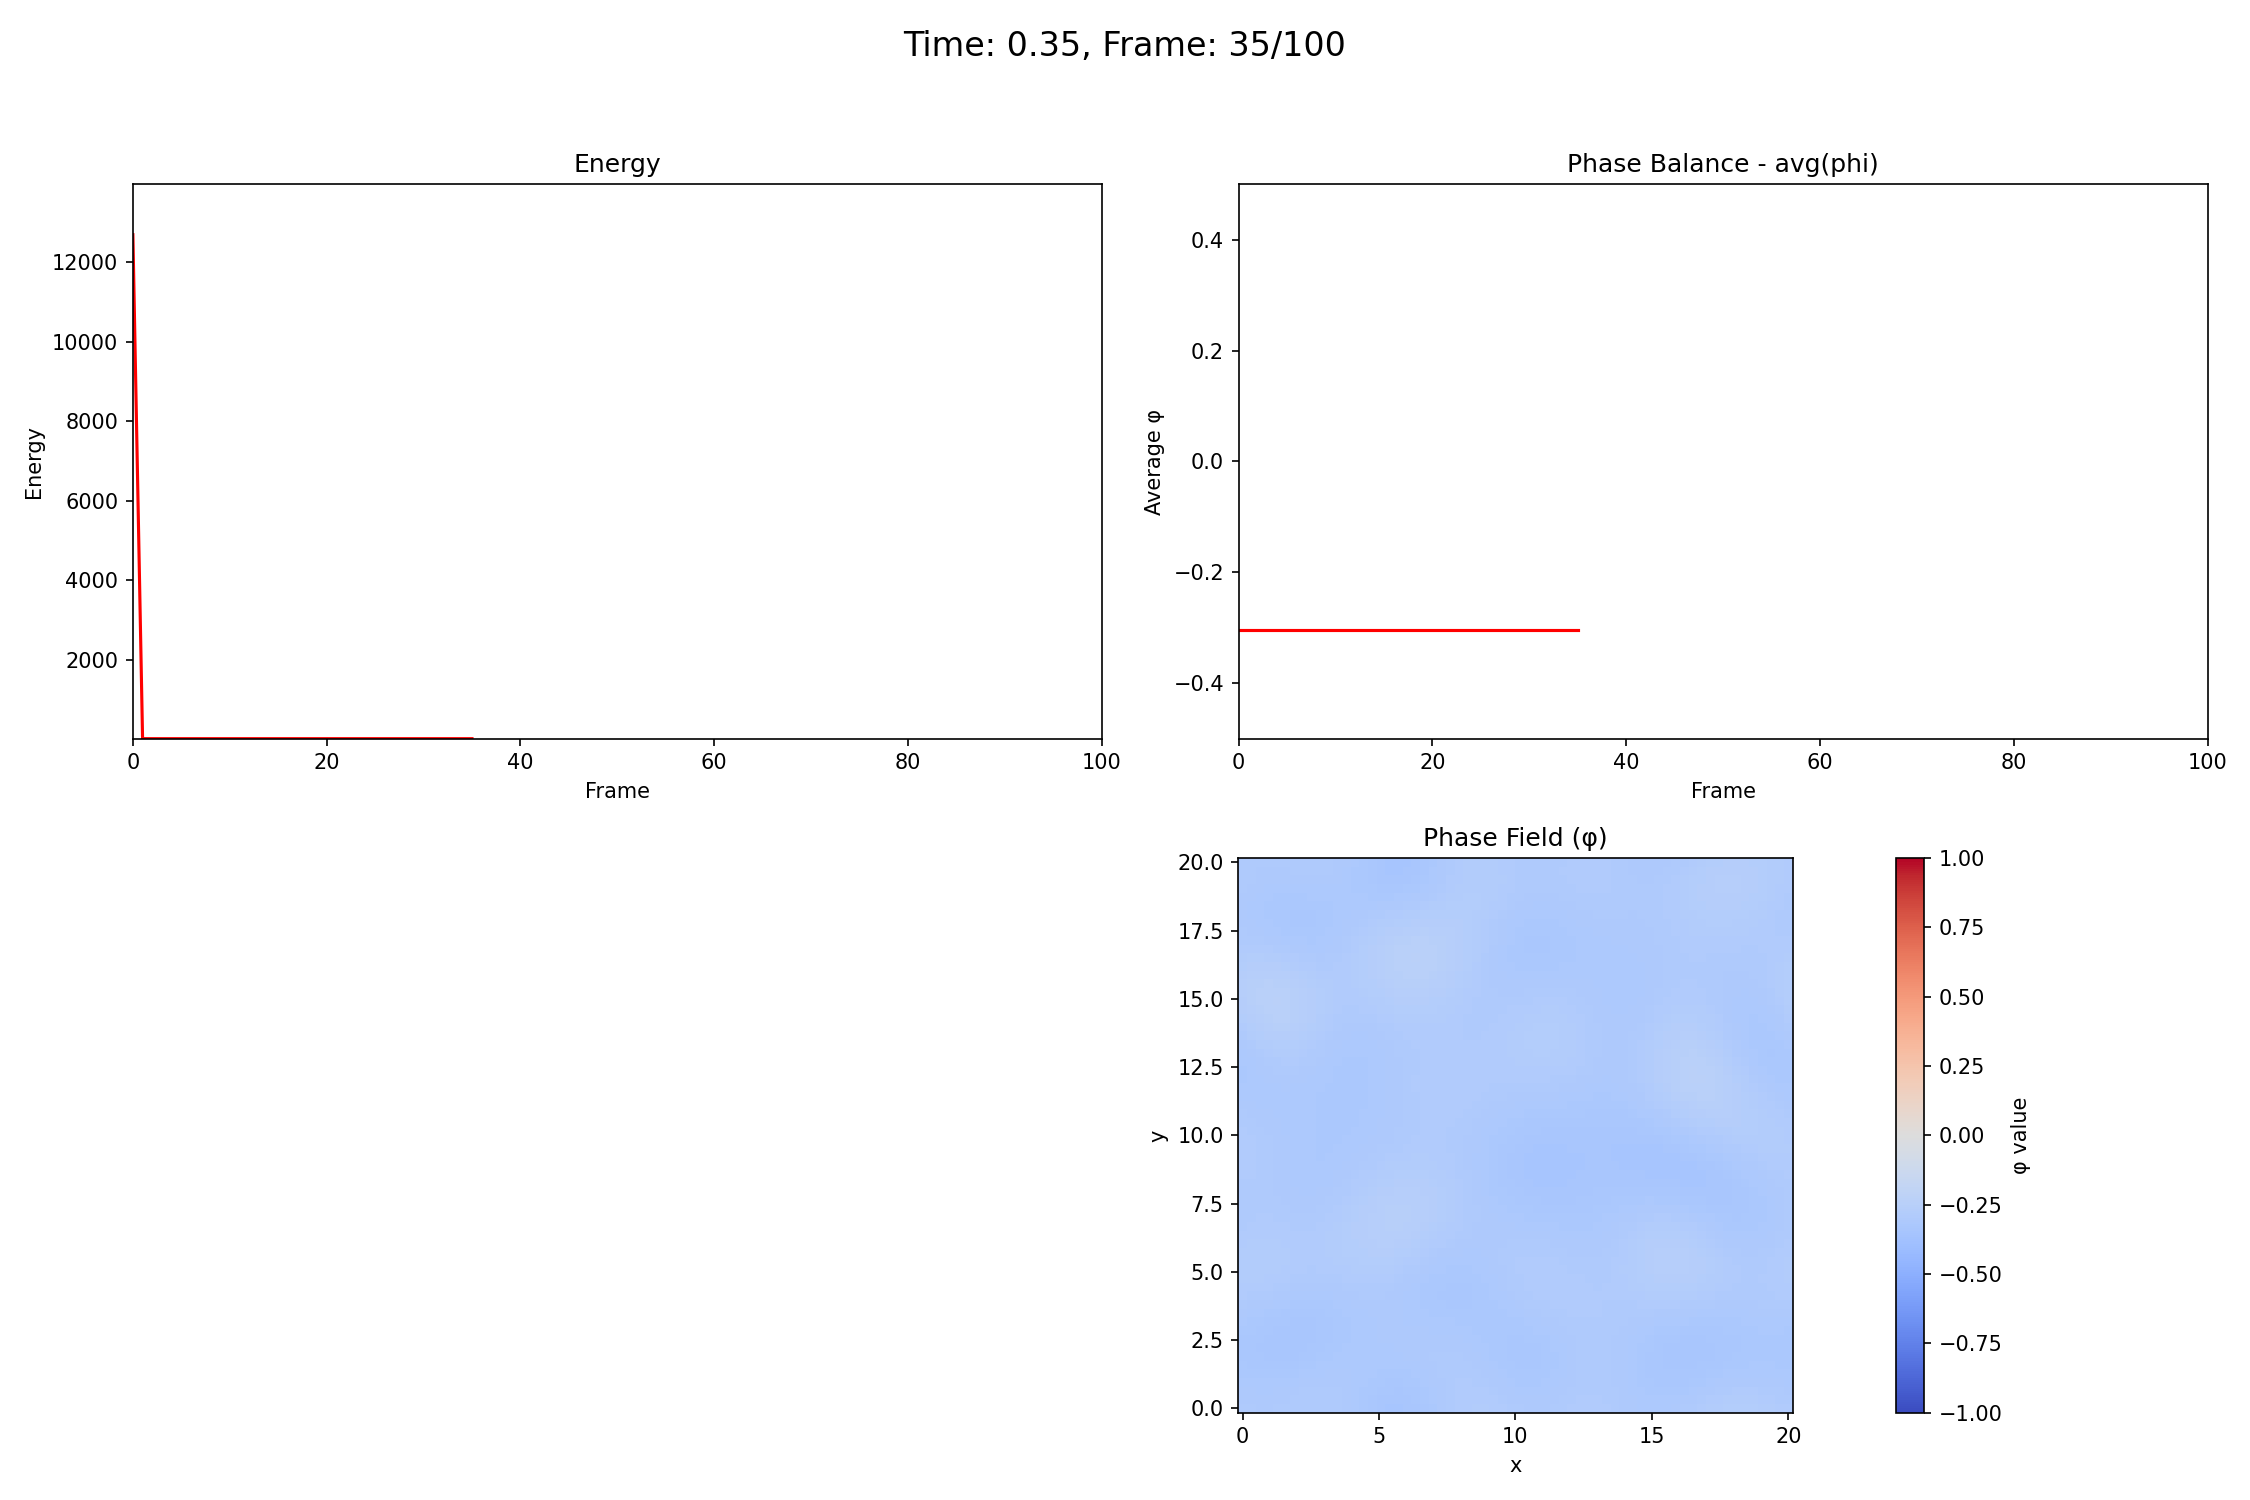 Time: 0.35, Frame: 35/100
Energy
12000
10000
8000
6000
4000
2000
Energy
0 20 40 60 80 100
Frame
Phase Balance - avg(phi)
0.4
0.2
0.0
−0.2
−0.4
Average φ
0 20 40 60 80 100
Frame
Phase Field (φ)
20.0
17.5
15.0
12.5
10.0
7.5
5.0
2.5
0.0
y
0 5 10 15 20
x
1.00
0.75
0.50
0.25
0.00
−0.25
−0.50
−0.75
−1.00
φ value